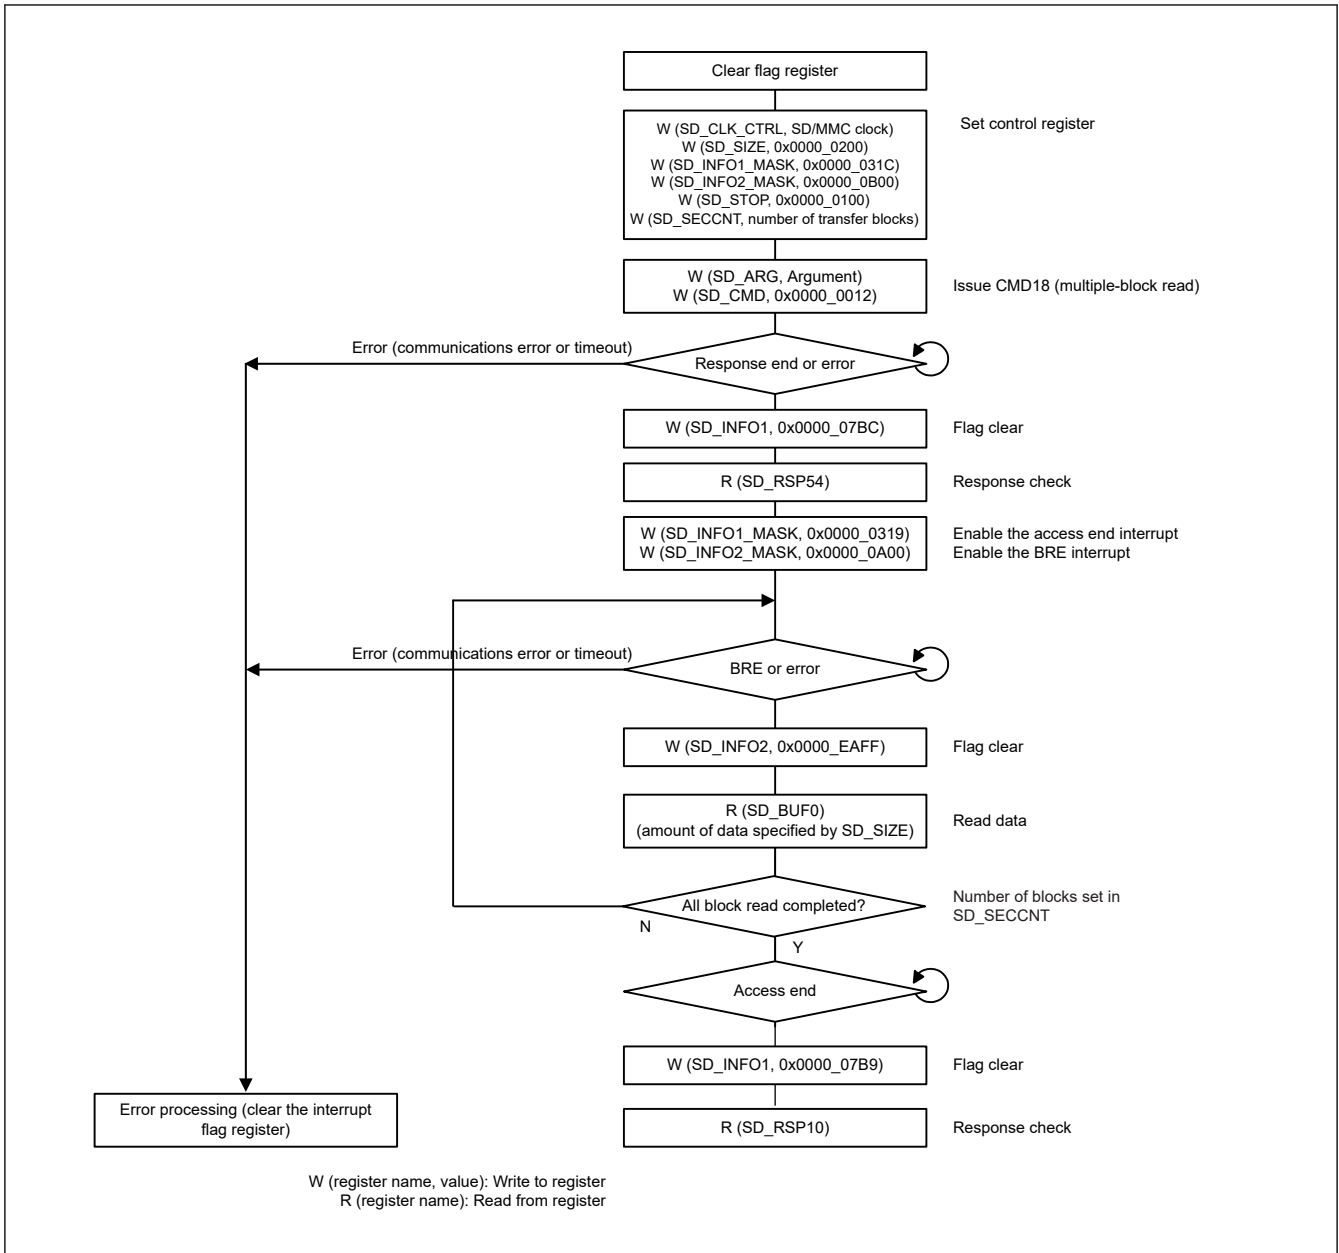 Clear flag register
W (SD_CLK_CTRL, SD/MMC clock)
W (SD_SIZE, 0x0000_0200)
W (SD_INFO1_MASK, 0x0000_031C)
W (SD_INFO2_MASK, 0x0000_0B00)
W (SD_STOP, 0x0000_0100)
W (SD_SECCNT, number of transfer blocks)
Set control register
W (SD_ARG, Argument)
W (SD_CMD, 0x0000_0012)
Issue CMD18 (multiple-block read)
Error (communications error or timeout)
Response end or error
W (SD_INFO1, 0x0000_07BC)
Flag clear
R (SD_RSP54)
Response check
W (SD_INFO1_MASK, 0x0000_0319)
W (SD_INFO2_MASK, 0x0000_0A00)
Enable the access end interrupt
Enable the BRE interrupt
Error (communications error or timeout)
BRE or error
W (SD_INFO2, 0x0000_EAFF)
Flag clear
R (SD_BUF0)
(amount of data specified by SD_SIZE)
Read data
All block read completed?
Number of blocks set in
SD_SECCNT
N
Y
Access end
W (SD_INFO1, 0x0000_07B9)
Flag clear
Error processing (clear the interrupt
flag register)
R (SD_RSP10)
Response check
W (register name, value): Write to register
R (register name): Read from register